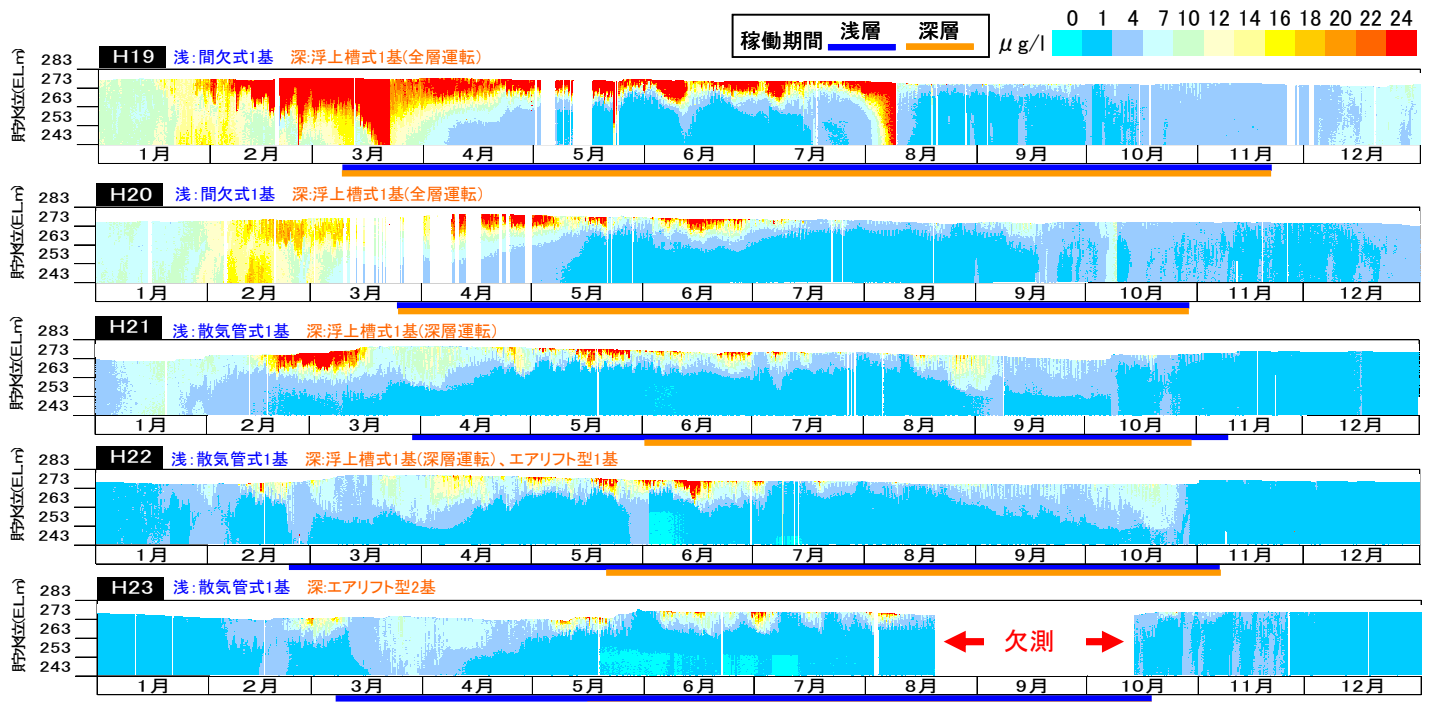 0 1 4 7 10 12 14 16 18 20 22 24
稼働期間 浅層 深層 μg/l
H19 浅:間欠式1基 深:浮上槽式1基(全層運転)
貯水位(EL.m)
283
273
263
253
243
1月 2月 3月 4月 5月 6月 7月 8月 9月 10月 11月 12月
H20 浅:間欠式1基 深:浮上槽式1基(全層運転)
貯水位(EL.m)
283
273
263
253
243
1月 2月 3月 4月 5月 6月 7月 8月 9月 10月 11月 12月
H21 浅:散気管式1基 深:浮上槽式1基(深層運転)
貯水位(EL.m)
283
273
263
253
243
1月 2月 3月 4月 5月 6月 7月 8月 9月 10月 11月 12月
H22 浅:散気管式1基 深:浮上槽式1基(深層運転)、エアリフト型1基
貯水位(EL.m)
283
273
263
253
243
1月 2月 3月 4月 5月 6月 7月 8月 9月 10月 11月 12月
H23 浅:散気管式1基 深:エアリフト型2基
貯水位(EL.m)
283
273
263
253
243
欠測
1月 2月 3月 4月 5月 6月 7月 8月 9月 10月 11月 12月